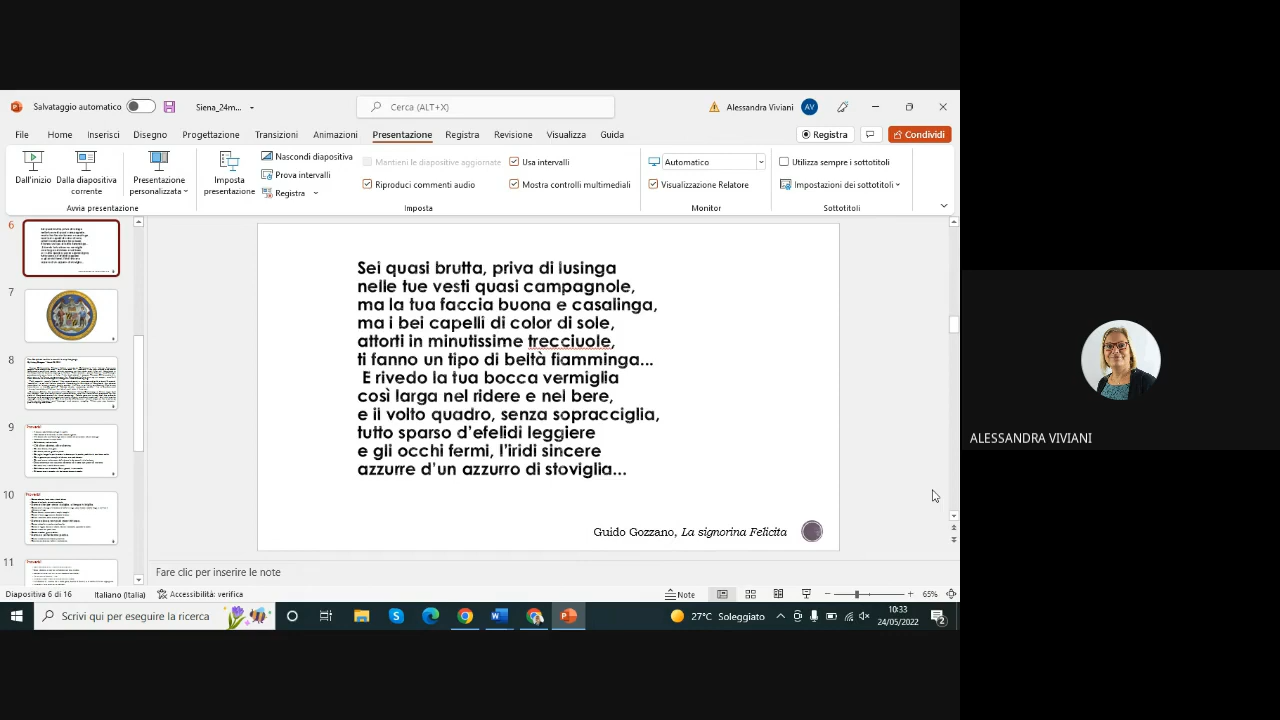 Salvataggio automatico
Siena_24m...
Cerca (ALT+X)
Alessandra Viviani
AV
File Home Inserisci Disegno Progettazione Transizioni Animazioni Presentazione Registra Revisione Visualizza Guida
Registra
Condividi
Dall'inizio
Dalla diapositiva corrente
Presentazione personalizzata
Imposta presentazione
Nascondi diapositiva
Prova intervalli
Registra
Mantieni le diapositive aggiornate
Riproduci commenti audio
Usa intervalli
Mostra controlli multimediali
Automatico
Visualizzazione Relatore
Utilizza sempre i sottotitoli
Impostazioni dei sottotitoli
Avvia presentazione
Imposta
Monitor
Sottotitoli
6
7
8
9
10
11
Sei quasi brutta, priva di lusinga
nelle tue vesti quasi campagnole,
ma la tua faccia buona e casalinga,
ma i bei capelli di color di sole,
attorti in minutissime trecciuole,
ti fanno un tipo di beltà fiamminga...
E rivedo la tua bocca vermiglia
così larga nel ridere e nel bere,
e il volto quadro, senza sopracciglia,
tutto sparso d'efelidi leggiere
e gli occhi fermi, l'iridi sincere
azzurre d'un azzurro di stoviglia...
Guido Gozzano, La signorina Felicita
Fare clic per inserire le note
Diapositiva 6 di 16
Italiano (Italia)
Accessibilità: verifica
Note
65%
Scrivi qui per eseguire la ricerca
27°C Soleggiato
10:33
24/05/2022
2
ALESSANDRA VIVIANI